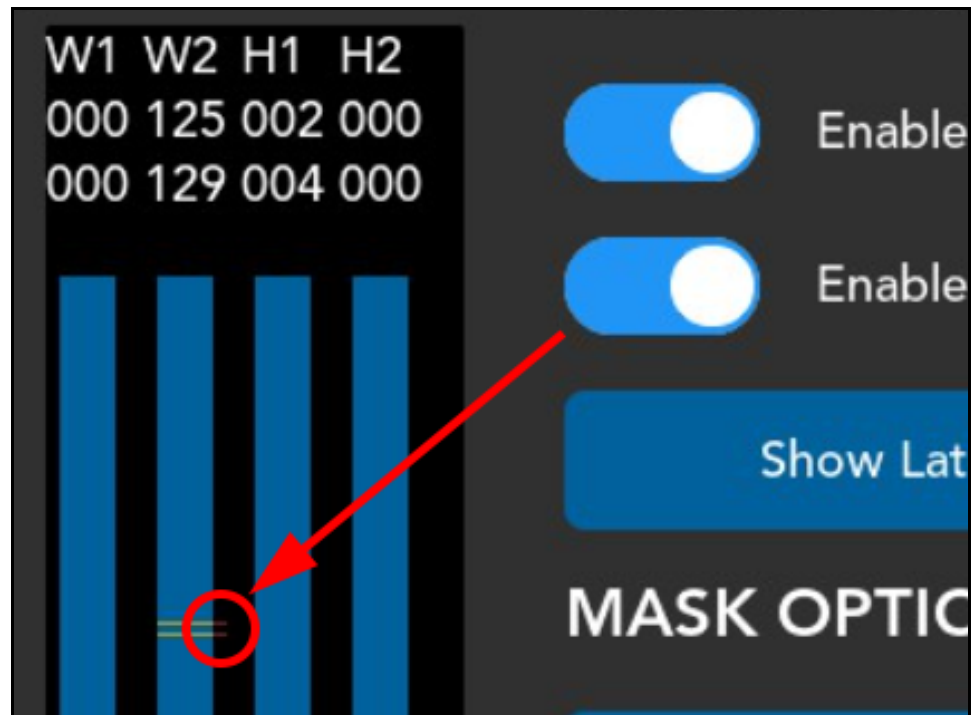 W1 W2 H1 H2
000 125 002 000
000 129 004 000
Enable
Enable
Show Lat
MASK OPTIC